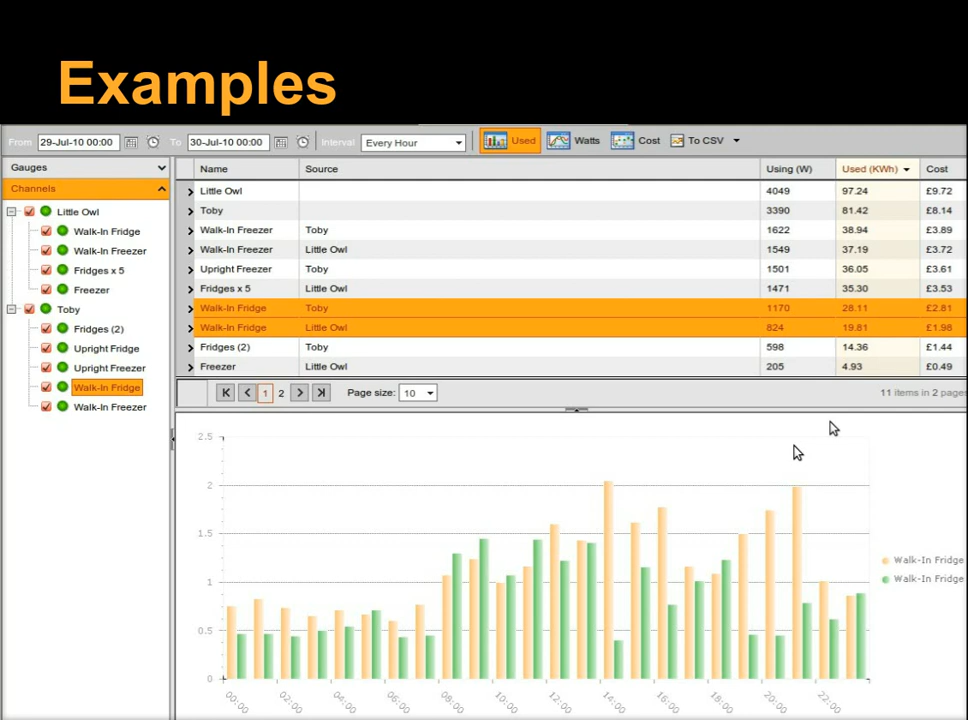 Examples
From 29-Jul-10 00:00 To 30-Jul-10 00:00 Interval Every Hour Used Watts Cost To CSV
Gauges
Channels
Little Owl
Walk-In Fridge
Walk-In Freezer
Fridges x 5
Freezer
Toby
Fridges (2)
Upright Fridge
Upright Freezer
Walk-In Fridge
Walk-In Freezer
Name Source Using (W) Used (KWh) Cost
Little Owl 4049 97.24 £9.72
Toby 3390 81.42 £8.14
Walk-In Freezer Toby 1622 38.94 £3.89
Walk-In Freezer Little Owl 1549 37.19 £3.72
Upright Freezer Toby 1501 36.05 £3.61
Fridges x 5 Little Owl 1471 35.30 £3.53
Walk-In Fridge Toby 1170 28.11 £2.81
Walk-In Fridge Little Owl 824 19.81 £1.98
Fridges (2) Toby 598 14.36 £1.44
Freezer Little Owl 205 4.93 £0.49
1 2 Page size: 10 11 items in 2 pages
2.5
2
1.5
1
0.5
0
00:00 02:00 04:00 06:00 08:00 10:00 12:00 14:00 16:00 18:00 20:00 22:00
Walk-In Fridge
Walk-In Fridge